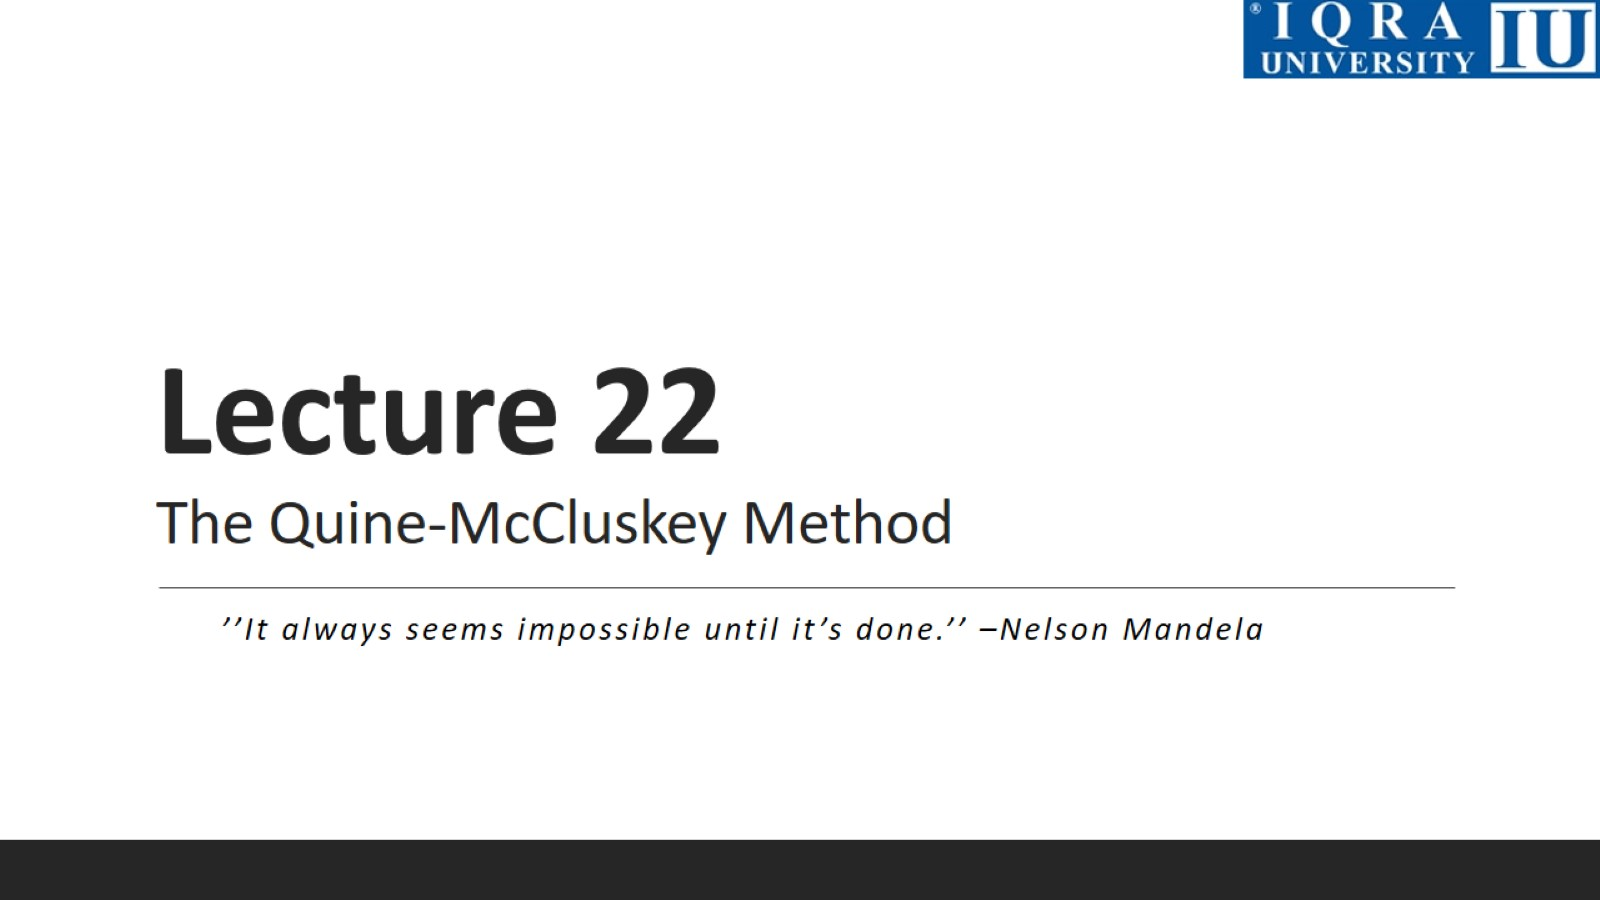 ® IQRA
UNIVERSITY IU
Lecture 22
The Quine-McCluskey Method
’’It always seems impossible until it’s done.’’ –Nelson Mandela